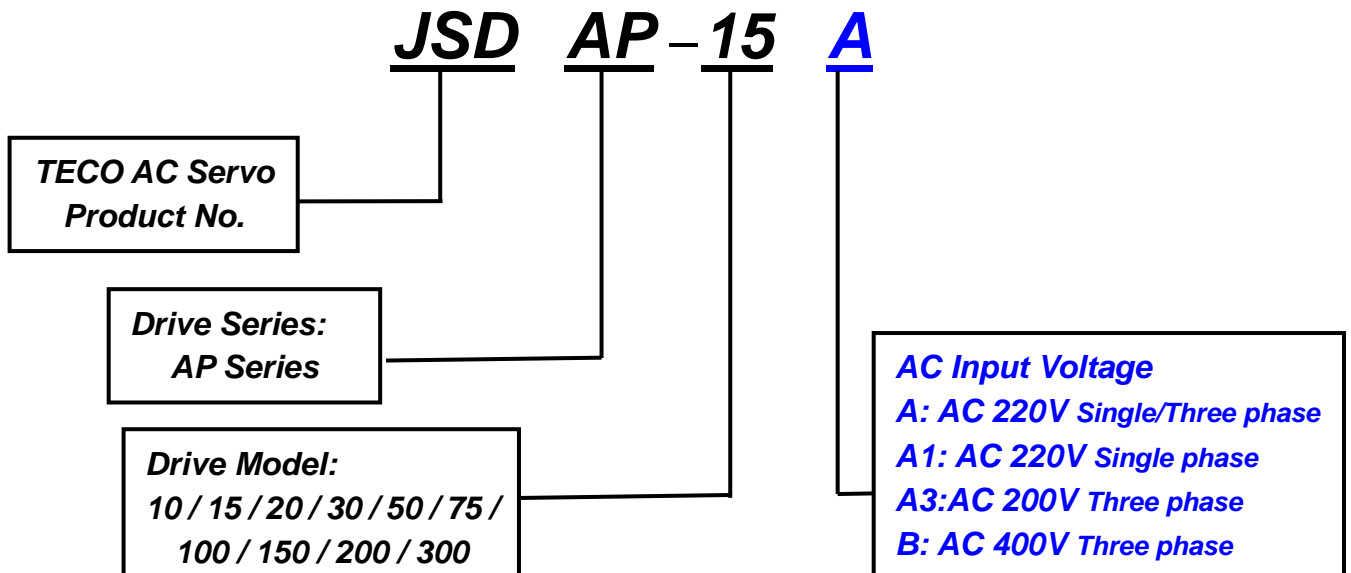 JSD AP – 15 A
TECO AC Servo
Product No.
Drive Series:
AP Series
Drive Model:
10 / 15 / 20 / 30 / 50 / 75 /
100 / 150 / 200 / 300
AC Input Voltage
A: AC 220V Single/Three phase
A1: AC 220V Single phase
A3:AC 200V Three phase
B: AC 400V Three phase